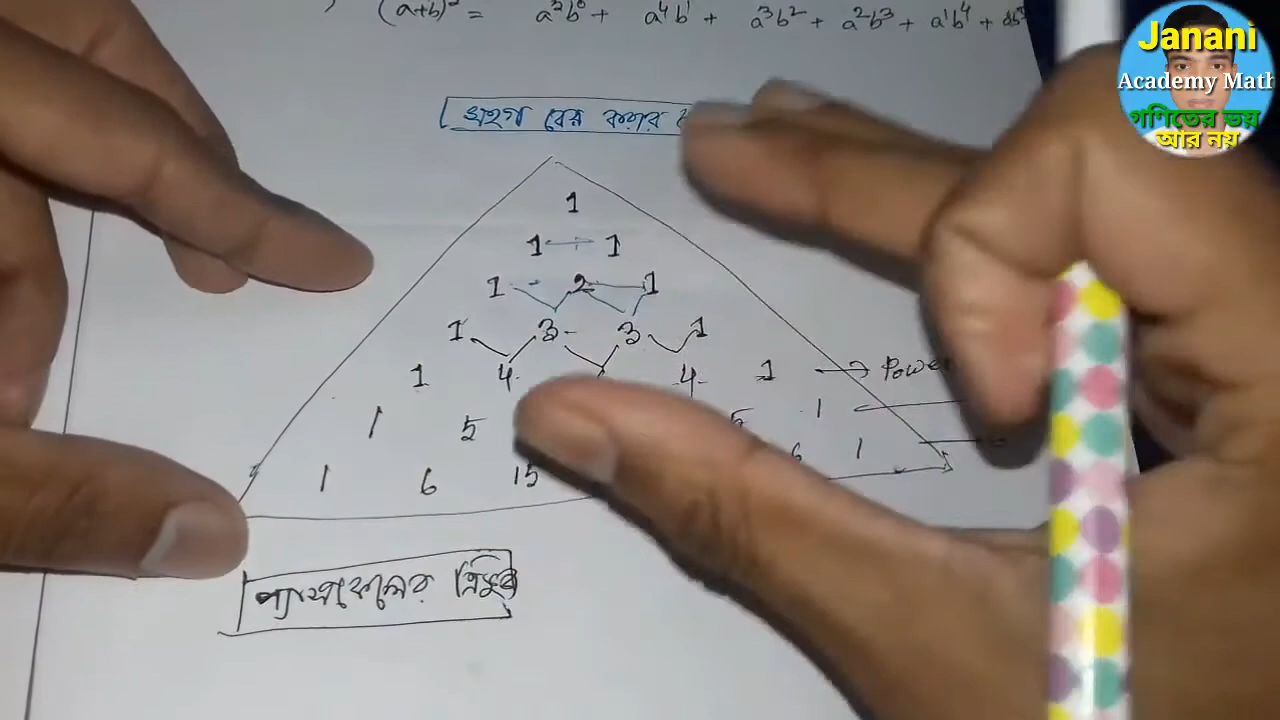 (a+b)⁵ = a⁵b⁰ + a⁴b¹ + a³b² + a²b³ + a¹b⁴ +
Janani
Academy Math
গণিতের ভয়
আর নয়
সহগ বের করার
1
1 1
1 2 1
1 3 3 1
1 4 4 1 → Power
1 5 5 1
1 6 15 6 1
প্যাসকেলের ত্রিভুজ